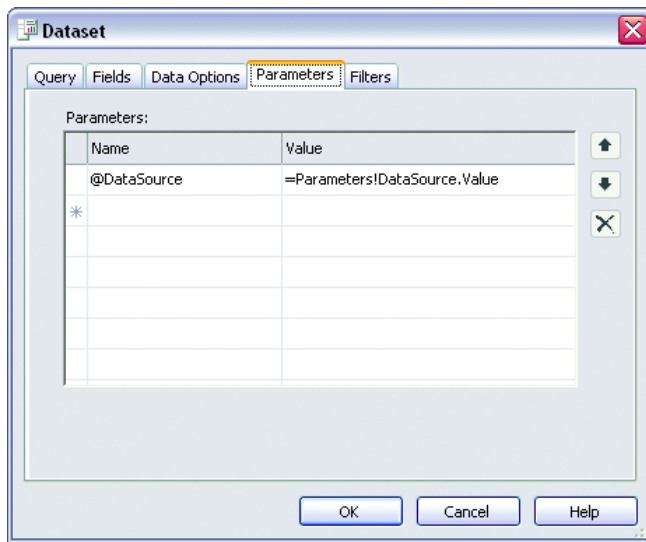 Dataset
Query Fields Data Options Parameters Filters
Parameters:
Name Value
@DataSource =Parameters!DataSource.Value
OK Cancel Help